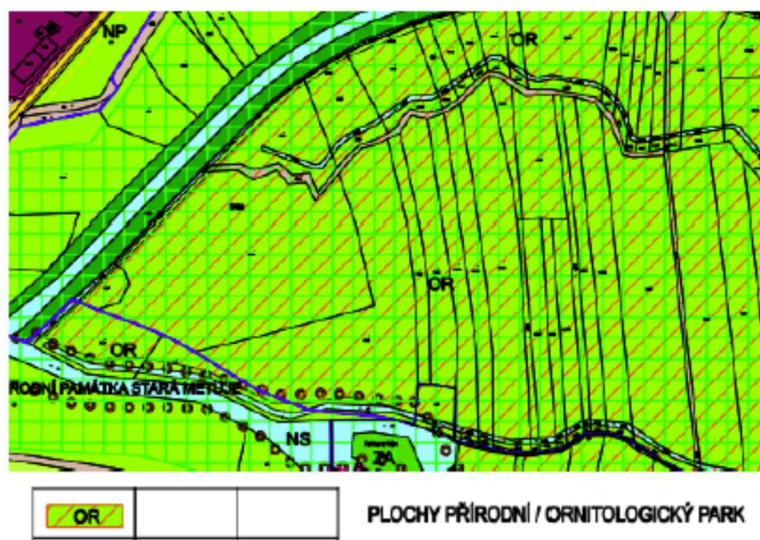 NP
OR
OR
OR
RODNÍ PAMÁTKA STARÁ METUJE
NS
ZA
OR
PLOCHY PŘÍRODNÍ / ORNITOLOGICKÝ PARK